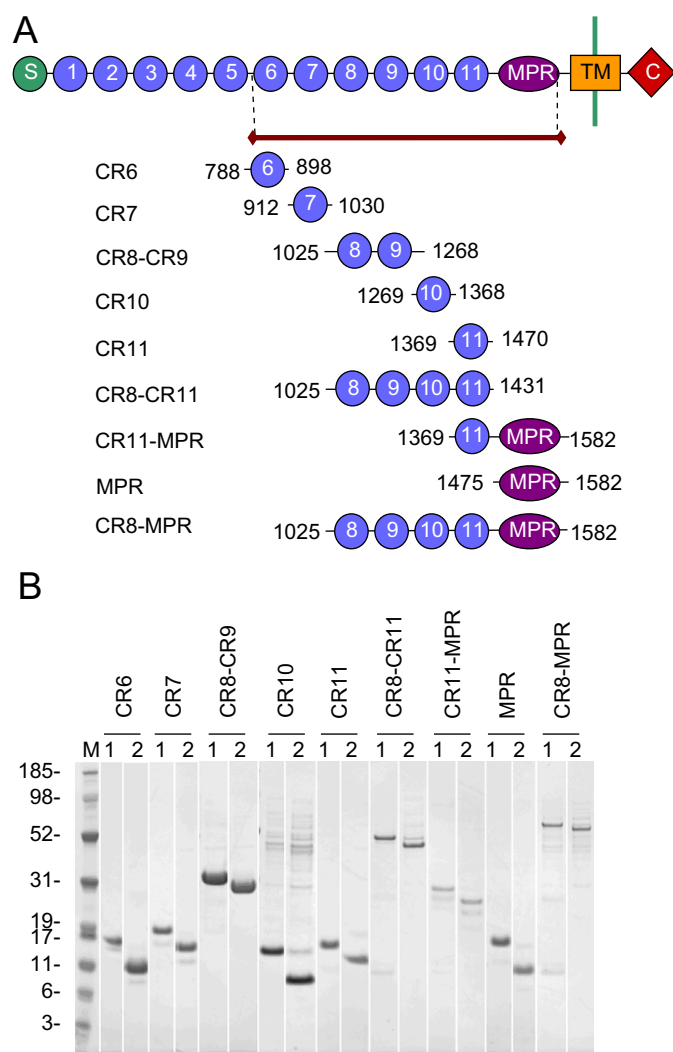 A
S 1 2 3 4 5 6 7 8 9 10 11 MPR TM C
CR6 788 6 898
CR7 912 7 1030
CR8-CR9 1025 8 9 1268
CR10 1269 10 1368
CR11 1369 11 1470
CR8-CR11 1025 8 9 10 11 1431
CR11-MPR 1369 11 MPR 1582
MPR 1475 MPR 1582
CR8-MPR 1025 8 9 10 11 MPR 1582
B
CR6 CR7 CR8-CR9 CR10 CR11 CR8-CR11 CR11-MPR MPR CR8-MPR
M 1 2 1 2 1 2 1 2 1 2 1 2 1 2 1 2 1 2
185-
98-
52-
31-
19-
17-
11-
6-
3-